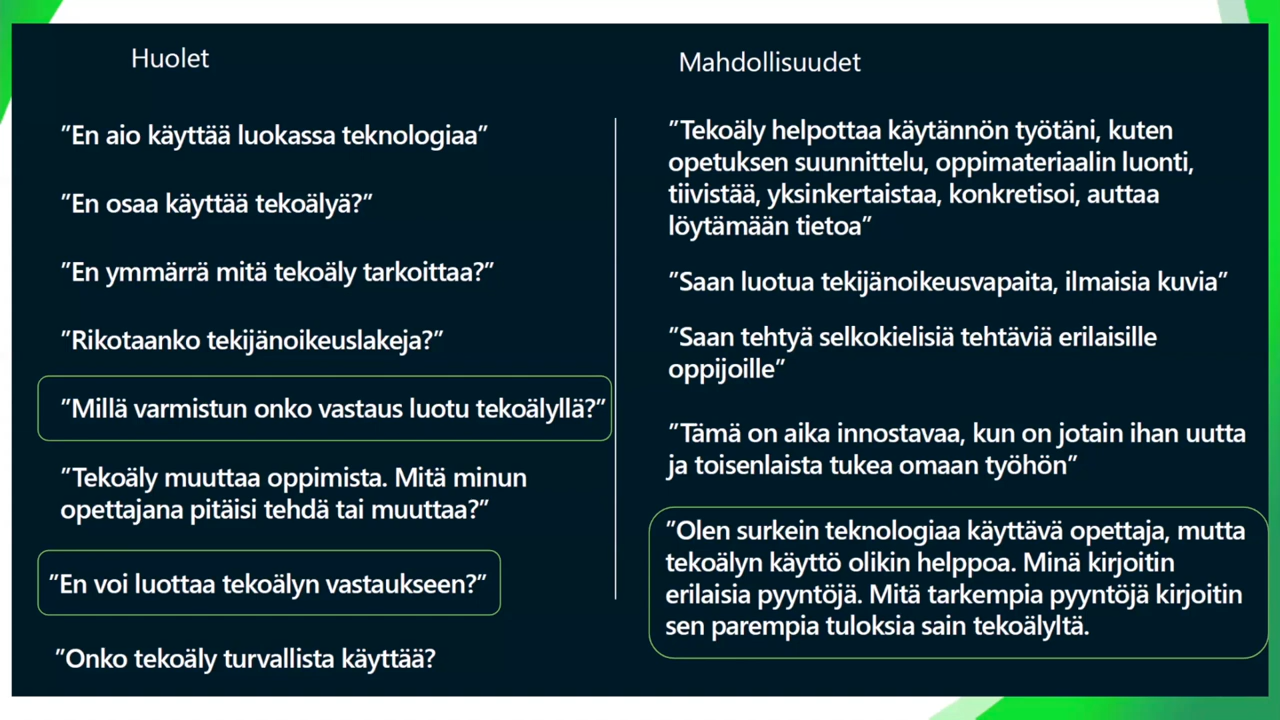 Huolet
”En aio käyttää luokassa teknologiaa”
”En osaa käyttää tekoälyä?”
”En ymmärrä mitä tekoäly tarkoittaa?”
”Rikotaanko tekijänoikeuslakeja?”
”Millä varmistun onko vastaus luotu tekoälyllä?”
”Tekoäly muuttaa oppimista. Mitä minun
opettajana pitäisi tehdä tai muuttaa?”
”En voi luottaa tekoälyn vastaukseen?”
”Onko tekoäly turvallista käyttää?
Mahdollisuudet
”Tekoäly helpottaa käytännön työtäni, kuten
opetuksen suunnittelu, oppimateriaalin luonti,
tiivistää, yksinkertaistaa, konkretisoi, auttaa
löytämään tietoa”
”Saan luotua tekijänoikeusvapaita, ilmaisia kuvia”
”Saan tehtyä selkokielisiä tehtäviä erilaisille
oppijoille”
”Tämä on aika innostavaa, kun on jotain ihan uutta
ja toisenlaista tukea omaan työhön”
”Olen surkein teknologiaa käyttävä opettaja, mutta
tekoälyn käyttö olikin helppoa. Minä kirjoitin
erilaisia pyyntöjä. Mitä tarkempia pyyntöjä kirjoitin
sen parempia tuloksia sain tekoälyltä.